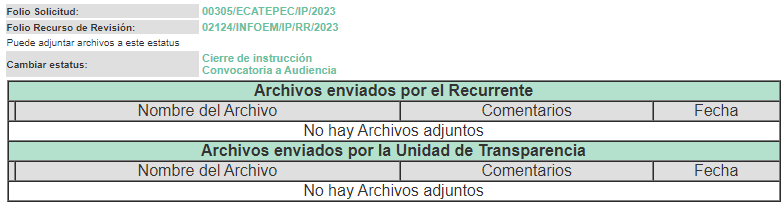 Folio Solicitud: 00305/ECATEPEC/IP/2023
Folio Recurso de Revisión: 02124/INFOEM/IP/RR/2023
Puede adjuntar archivos a este estatus
Cambiar estatus: Cierre de instrucción
Convocatoria a Audiencia
Archivos enviados por el Recurrente
Nombre del Archivo Comentarios Fecha
No hay Archivos adjuntos
Archivos enviados por la Unidad de Transparencia
Nombre del Archivo Comentarios Fecha
No hay Archivos adjuntos